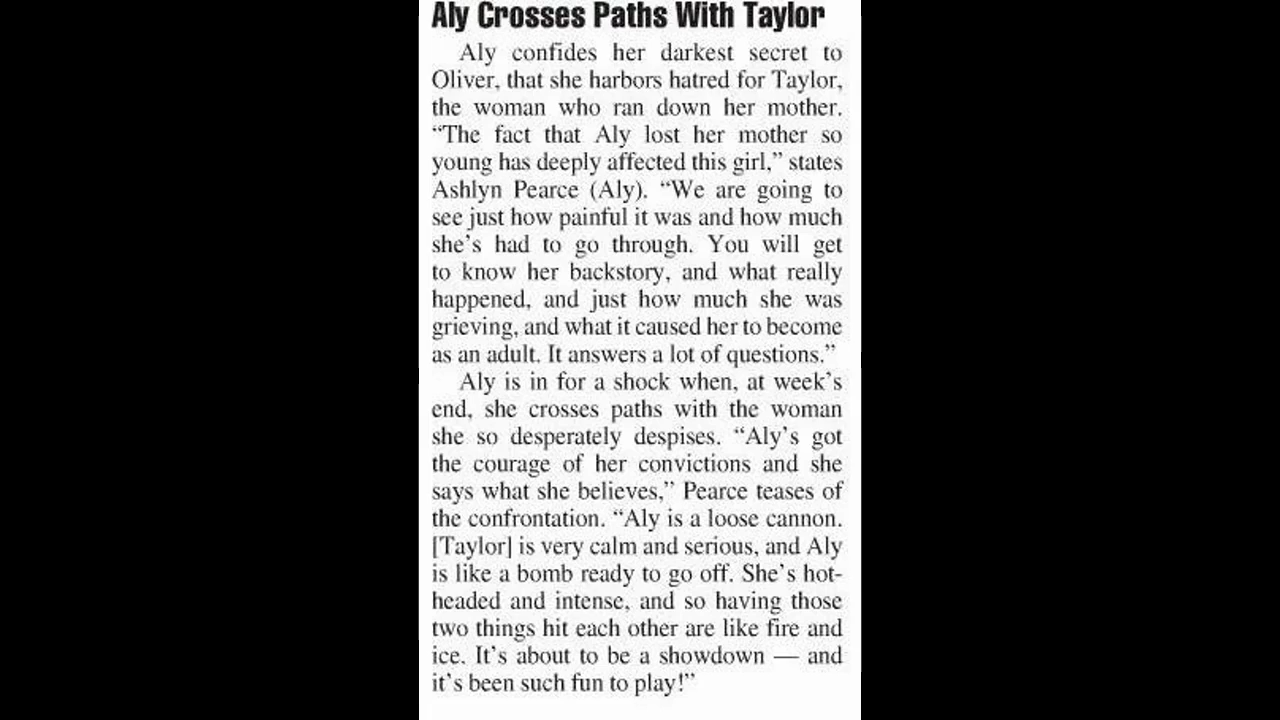 Aly Crosses Paths With Taylor
Aly confides her darkest secret to
Oliver, that she harbors hatred for Taylor,
the woman who ran down her mother.
“The fact that Aly lost her mother so
young has deeply affected this girl,” states
Ashlyn Pearce (Aly). “We are going to
see just how painful it was and how much
she’s had to go through. You will get
to know her backstory, and what really
happened, and just how much she was
grieving, and what it caused her to become
as an adult. It answers a lot of questions.”
Aly is in for a shock when, at week’s
end, she crosses paths with the woman
she so desperately despises. “Aly’s got
the courage of her convictions and she
says what she believes,” Pearce teases of
the confrontation. “Aly is a loose cannon.
[Taylor] is very calm and serious, and Aly
is like a bomb ready to go off. She’s hot-
headed and intense, and so having those
two things hit each other are like fire and
ice. It’s about to be a showdown — and
it’s been such fun to play!”